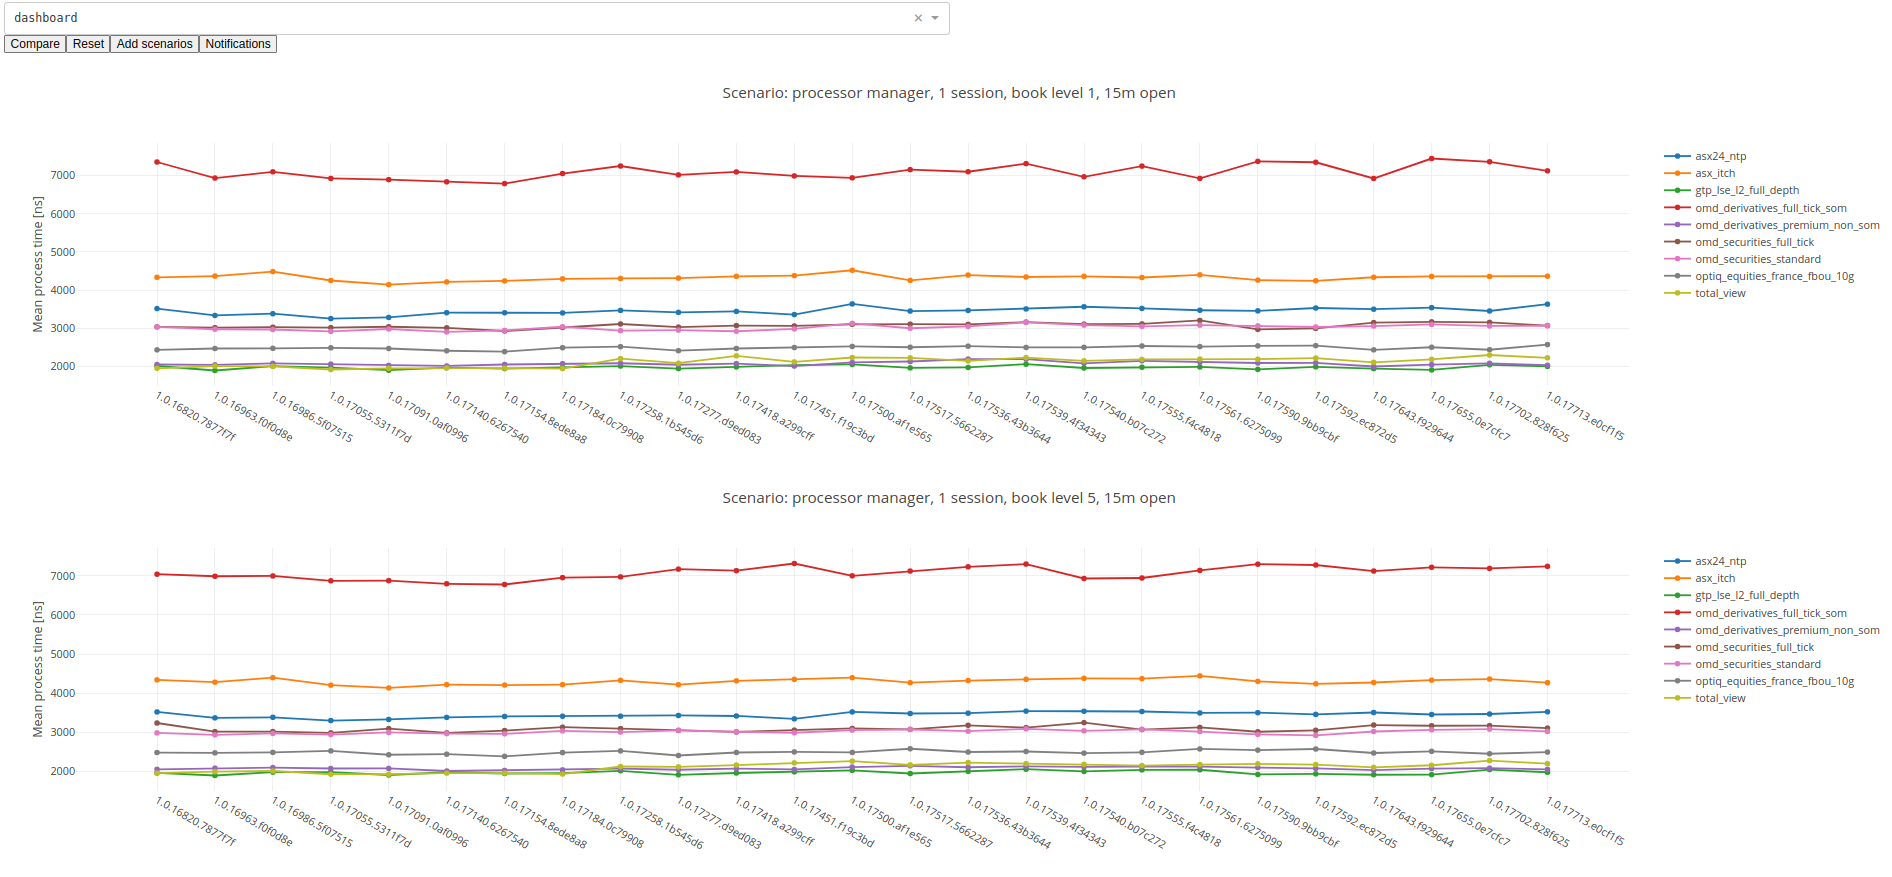 dashboard
Compare Reset Add scenarios Notifications
Scenario: processor manager, 1 session, book level 1, 15m open
Mean process time [ns]
7000
6000
5000
4000
3000
2000
1.0.16820.7877f7f
1.0.16963.f0f0d8e
1.0.16986.5f07515
1.0.17055.5311f7d
1.0.17091.0af0996
1.0.17140.6267540
1.0.17154.8ede8a8
1.0.17184.0c79908
1.0.17258.1b545d6
1.0.17277.d9ed083
1.0.17418.a299cff
1.0.17451.f19c3bd
1.0.17500.af1e565
1.0.17517.5662287
1.0.17536.43b3644
1.0.17539.4f34343
1.0.17540.b07c272
1.0.17555.f4c4818
1.0.17561.6275099
1.0.17590.9bb9cbf
1.0.17592.ec872d5
1.0.17643.f929644
1.0.17655.0e7cfc7
1.0.17702.828f625
1.0.17713.e0cf1f5
asx24_ntp
asx_itch
gtp_lse_l2_full_depth
omd_derivatives_full_tick_som
omd_derivatives_premium_non_som
omd_securities_full_tick
omd_securities_standard
optiq_equities_france_fbou_10g
total_view
Scenario: processor manager, 1 session, book level 5, 15m open
Mean process time [ns]
7000
6000
5000
4000
3000
2000
1.0.16820.7877f7f
1.0.16963.f0f0d8e
1.0.16986.5f07515
1.0.17055.5311f7d
1.0.17091.0af0996
1.0.17140.6267540
1.0.17154.8ede8a8
1.0.17184.0c79908
1.0.17258.1b545d6
1.0.17277.d9ed083
1.0.17418.a299cff
1.0.17451.f19c3bd
1.0.17500.af1e565
1.0.17517.5662287
1.0.17536.43b3644
1.0.17539.4f34343
1.0.17540.b07c272
1.0.17555.f4c4818
1.0.17561.6275099
1.0.17590.9bb9cbf
1.0.17592.ec872d5
1.0.17643.f929644
1.0.17655.0e7cfc7
1.0.17702.828f625
1.0.17713.e0cf1f5
asx24_ntp
asx_itch
gtp_lse_l2_full_depth
omd_derivatives_full_tick_som
omd_derivatives_premium_non_som
omd_securities_full_tick
omd_securities_standard
optiq_equities_france_fbou_10g
total_view